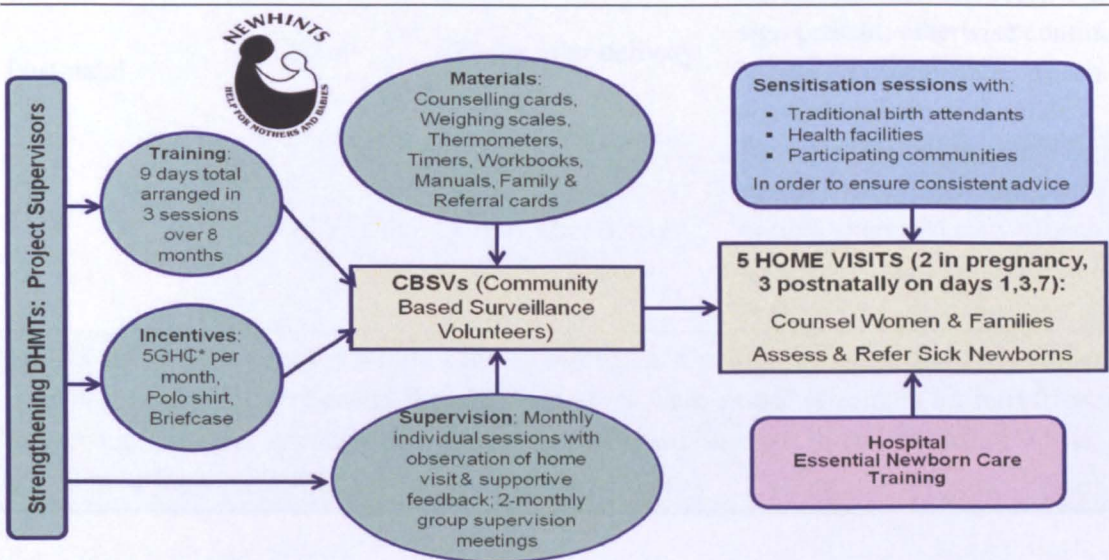 NEWHINTS
HELP FOR MOTHERS AND BABIES
Strengthening DHMTs: Project Supervisors
Training:
9 days total
arranged in
3 sessions
over 8
months
Incentives:
5GH₵* per
month,
Polo shirt,
Briefcase
Materials:
Counselling cards,
Weighing scales,
Thermometers,
Timers, Workbooks,
Manuals, Family &
Referral cards
CBSVs (Community
Based Surveillance
Volunteers)
Supervision: Monthly
individual sessions with
observation of home
visit & supportive
feedback; 2-monthly
group supervision
meetings
Sensitisation sessions with:
▪ Traditional birth attendants
▪ Health facilities
▪ Participating communities
In order to ensure consistent advice
5 HOME VISITS (2 in pregnancy,
3 postnatally on days 1,3,7):
Counsel Women & Families
Assess & Refer Sick Newborns
Hospital
Essential Newborn Care
Training